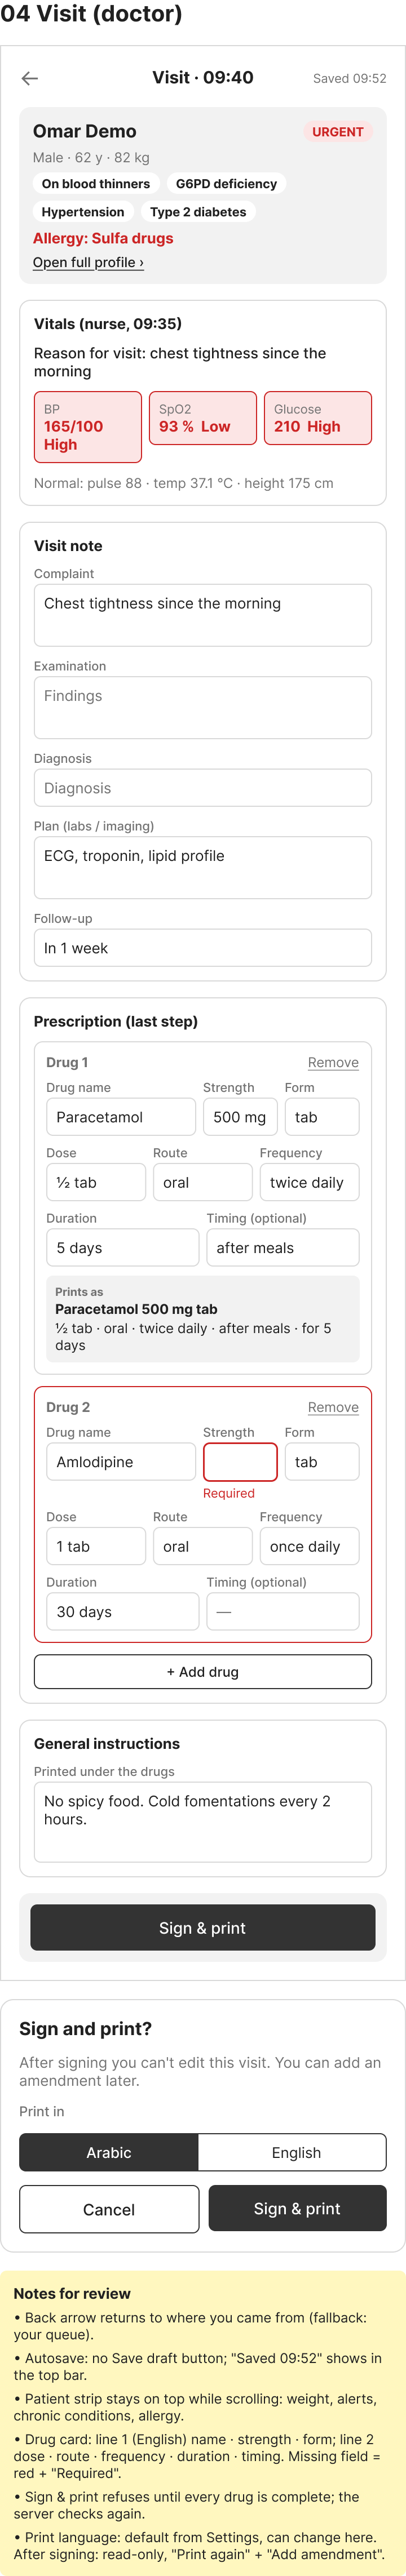 04 Visit (doctor)
Visit · 09:40
Saved 09:52
Omar Demo
URGENT
Male · 62 y · 82 kg
On blood thinners
G6PD deficiency
Hypertension
Type 2 diabetes
Allergy: Sulfa drugs
Open full profile ›
Vitals (nurse, 09:35)
Reason for visit: chest tightness since the
morning
BP
165/100
High
SpO2
93 % Low
Glucose
210 High
Normal: pulse 88 · temp 37.1 °C · height 175 cm
Visit note
Complaint
Chest tightness since the morning
Examination
Findings
Diagnosis
Diagnosis
Plan (labs / imaging)
ECG, troponin, lipid profile
Follow-up
In 1 week
Prescription (last step)
Drug 1
Remove
Drug name
Strength
Form
Paracetamol
500 mg
tab
Dose
Route
Frequency
½ tab
oral
twice daily
Duration
Timing (optional)
5 days
after meals
Prints as
Paracetamol 500 mg tab
½ tab · oral · twice daily · after meals · for 5
days
Drug 2
Remove
Drug name
Strength
Form
Amlodipine
tab
Required
Dose
Route
Frequency
1 tab
oral
once daily
Duration
Timing (optional)
30 days
—
+ Add drug
General instructions
Printed under the drugs
No spicy food. Cold fomentations every 2
hours.
Sign & print
Sign and print?
After signing you can't edit this visit. You can add an
amendment later.
Print in
Arabic
English
Cancel
Sign & print
Notes for review
• Back arrow returns to where you came from (fallback:
your queue).
• Autosave: no Save draft button; "Saved 09:52" shows in
the top bar.
• Patient strip stays on top while scrolling: weight, alerts,
chronic conditions, allergy.
• Drug card: line 1 (English) name · strength · form; line 2
dose · route · frequency · duration · timing. Missing field =
red + "Required".
• Sign & print refuses until every drug is complete; the
server checks again.
• Print language: default from Settings, can change here.
After signing: read-only, "Print again" + "Add amendment".